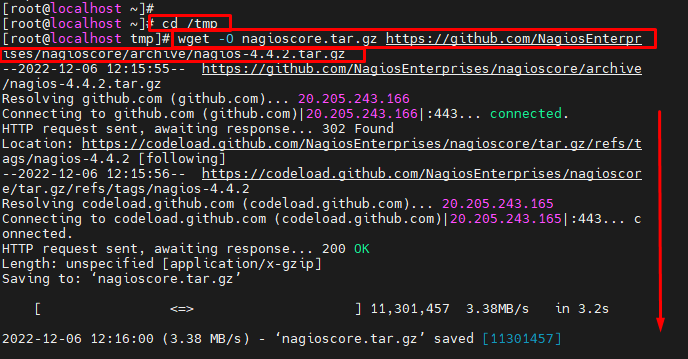 [root@localhost ~]#
[root@localhost ~]# cd /tmp
[root@localhost tmp]# wget -O nagioscore.tar.gz https://github.com/NagiosEnterpr
ises/nagioscore/archive/nagios-4.4.2.tar.gz
--2022-12-06 12:15:55--  https://github.com/NagiosEnterprises/nagioscore/archive
/nagios-4.4.2.tar.gz
Resolving github.com (github.com)... 20.205.243.166
Connecting to github.com (github.com)|20.205.243.166|:443... connected.
HTTP request sent, awaiting response... 302 Found
Location: https://codeload.github.com/NagiosEnterprises/nagioscore/tar.gz/refs/t
ags/nagios-4.4.2 [following]
--2022-12-06 12:15:56--  https://codeload.github.com/NagiosEnterprises/nagioscor
e/tar.gz/refs/tags/nagios-4.4.2
Resolving codeload.github.com (codeload.github.com)... 20.205.243.165
Connecting to codeload.github.com (codeload.github.com)|20.205.243.165|:443... c
onnected.
HTTP request sent, awaiting response... 200 OK
Length: unspecified [application/x-gzip]
Saving to: ‘nagioscore.tar.gz’
[ <=> ] 11,301,457 3.38MB/s in 3.2s
2022-12-06 12:16:00 (3.38 MB/s) - ‘nagioscore.tar.gz’ saved [11301457]